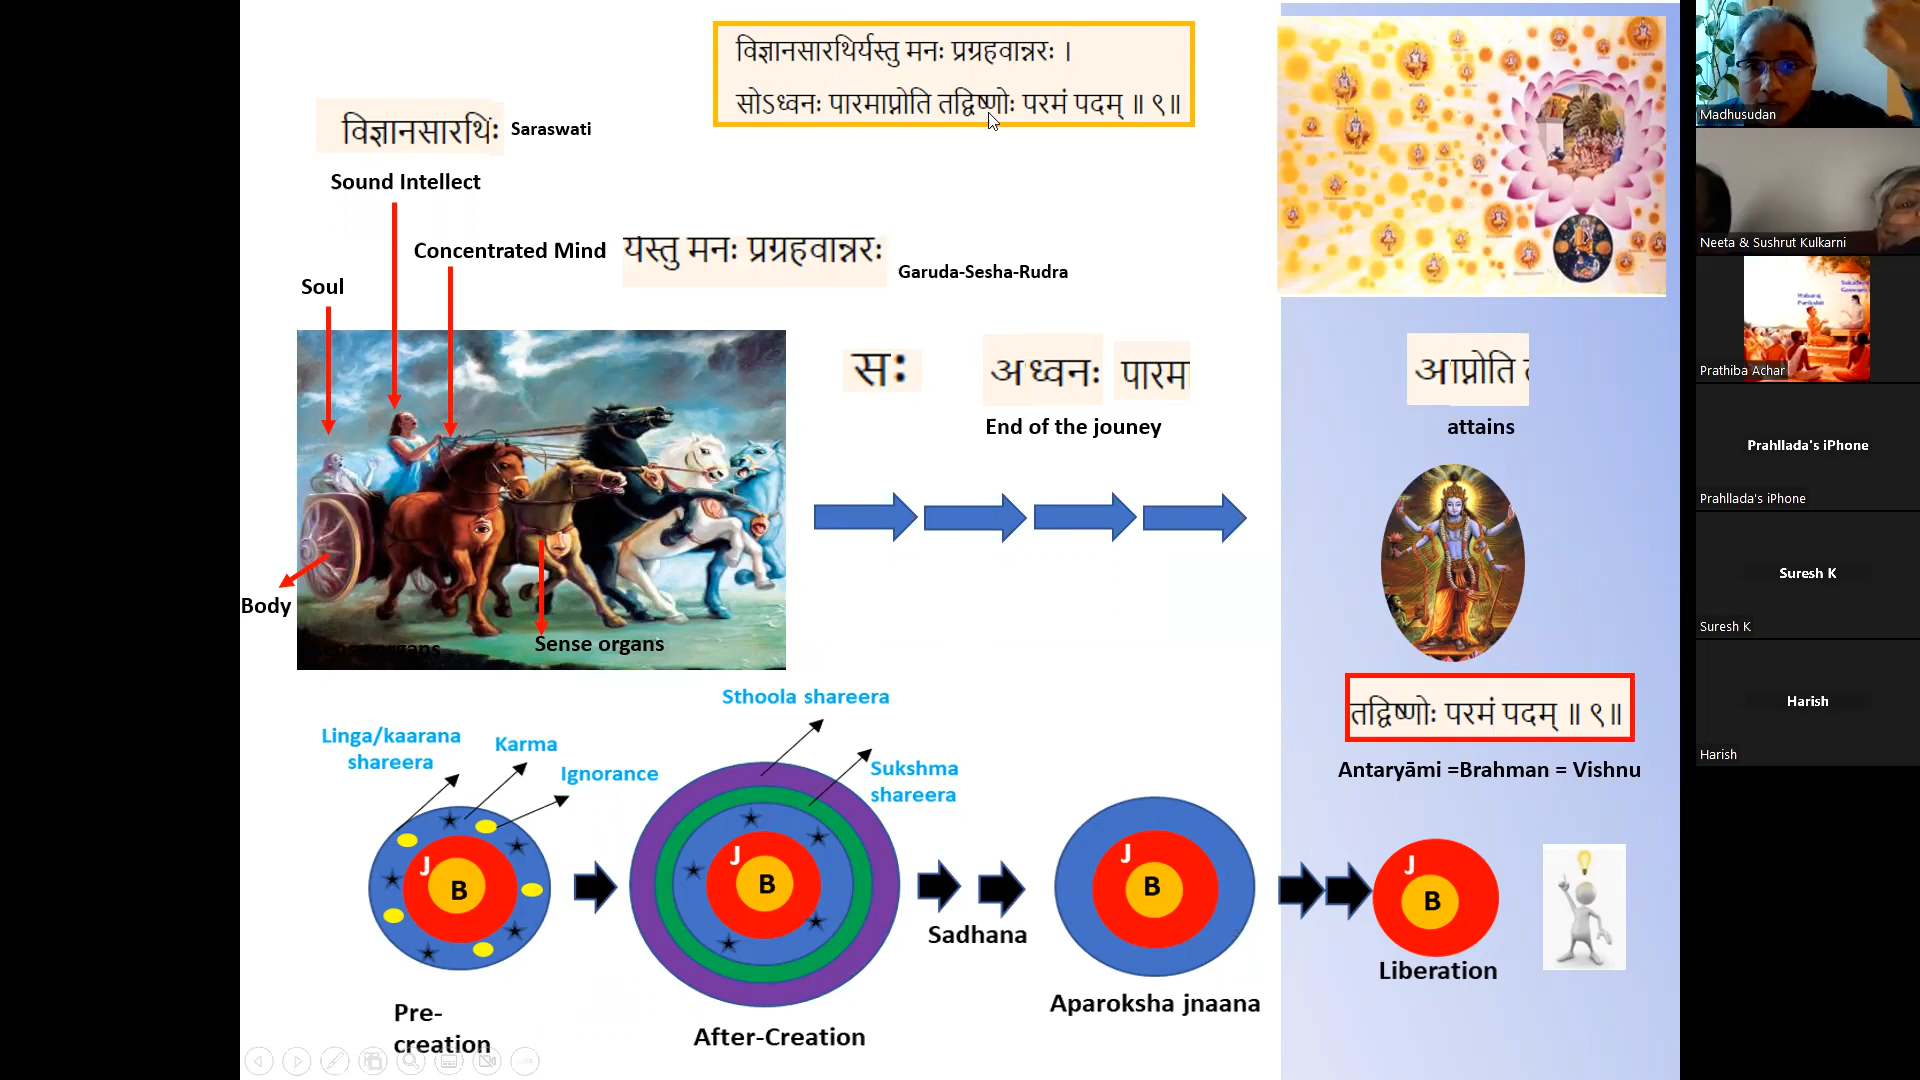 विज्ञानसारथिर्यस्तु मनः प्रग्रहवान्नरः ।
सोऽध्वनः पारमाप्नोति तद्विष्णोः परमं पदम् ॥ ९॥
विज्ञानसारथिः
Saraswati
Sound Intellect
Concentrated Mind
र्यस्तु मनः प्रग्रहवान्नरः
Garuda-Sesha-Rudra
Soul
Body
Sense organs
सः
अध्वनः
पारम
End of the jouney
आप्नोति
attains
तद्विष्णोः परमं पदम् ॥ ९॥
Antaryāmi =Brahman = Vishnu
Linga/kaarana
shareera
Karma
Ignorance
Sthoola shareera
Sukshma
shareera
J
B
J
B
J
B
J
B
Sadhana
Pre-
creation
After-Creation
Aparoksha jnaana
Liberation
Madhusudan
Neeta & Sushrut Kulkarni
Maharaj
Prathiba Achar
Prahllada's iPhone
Prahllada's iPhone
Suresh K
Suresh K
Harish
Harish